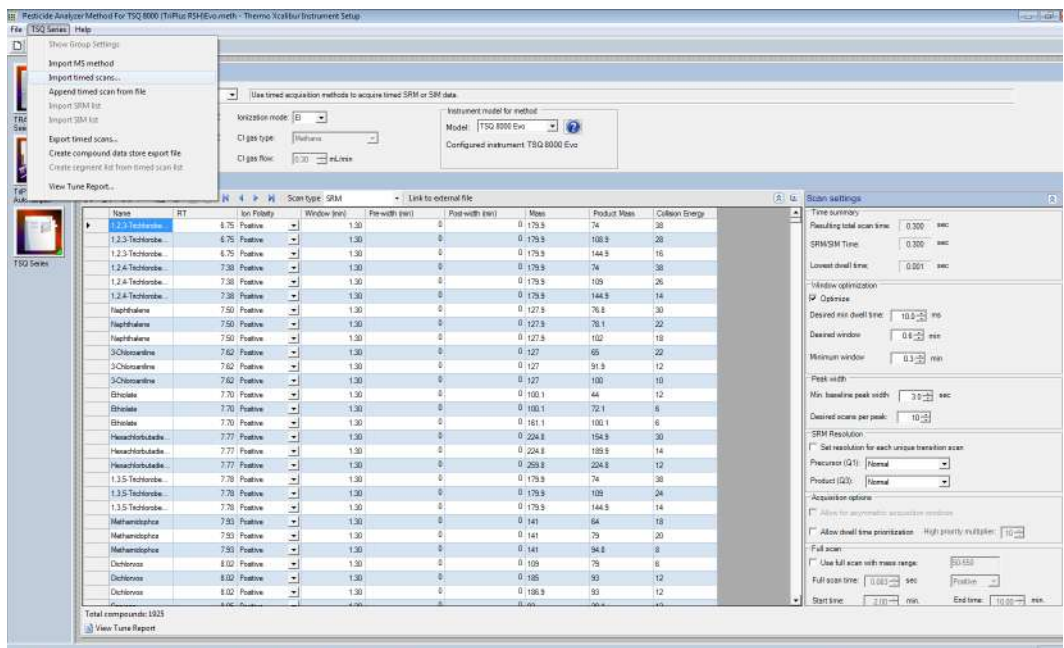 Pesticide Analyzer Method For TSQ 8000 (TriPlus RSH)Evo.meth - Thermo Xcalibur Instrument Setup
File TSQ Series Help
Show Group Settings
Import MS method
Import timed scans...
Append timed scan from file
Import SRM list
Import SIM list
Export timed scans...
Create compound data store export file
Create segment list from timed scan list
View Tune Report...
Use timed acquisition methods to acquire timed SRM or SIM data.
Ionization mode: EI
CI gas type: Methane
CI gas flow: mL/min
Instrument model for method
Model: TSQ 8000 Evo
Configured instrument: TSQ 8000 Evo
TSQ Series
Scan type SRM Link to external file
Name RT Ion Polarity Window (min) Pre-width (min) Post-width (min) Mass Product Mass Collision Energy
1,2,3-Trichlorobe... 6.75 Positive 1.30 0 0 179.9 74 38
1,2,3-Trichlorobe... 6.75 Positive 1.30 0 0 179.9 108.9 28
1,2,3-Trichlorobe... 6.75 Positive 1.30 0 0 179.9 144.9 16
1,2,4-Trichlorobe... 7.38 Positive 1.30 0 0 179.9 74 38
1,2,4-Trichlorobe... 7.38 Positive 1.30 0 0 179.9 109 26
1,2,4-Trichlorobe... 7.38 Positive 1.30 0 0 179.9 144.9 14
Naphthalene 7.50 Positive 1.30 0 0 127.9 76.8 30
Naphthalene 7.50 Positive 1.30 0 0 127.9 78.1 22
Naphthalene 7.50 Positive 1.30 0 0 127.9 102 18
3-Chloroaniline 7.62 Positive 1.30 0 0 127 65 22
3-Chloroaniline 7.62 Positive 1.30 0 0 127 91.9 12
3-Chloroaniline 7.62 Positive 1.30 0 0 127 100 10
Ethiolate 7.70 Positive 1.30 0 0 100.1 44 12
Ethiolate 7.70 Positive 1.30 0 0 100.1 72.1 6
Ethiolate 7.70 Positive 1.30 0 0 161.1 100.1 6
Hexachlorbutadie... 7.77 Positive 1.30 0 0 224.8 154.9 30
Hexachlorbutadie... 7.77 Positive 1.30 0 0 224.8 189.9 14
Hexachlorbutadie... 7.77 Positive 1.30 0 0 259.8 224.8 12
1,3,5-Trichlorobe... 7.78 Positive 1.30 0 0 179.9 74 38
1,3,5-Trichlorobe... 7.78 Positive 1.30 0 0 179.9 109 24
1,3,5-Trichlorobe... 7.78 Positive 1.30 0 0 179.9 144.9 14
Methamidophos 7.93 Positive 1.30 0 0 141 64 18
Methamidophos 7.93 Positive 1.30 0 0 141 79 20
Methamidophos 7.93 Positive 1.30 0 0 141 94.8 8
Dichlorvos 8.02 Positive 1.30 0 0 109 79 6
Dichlorvos 8.02 Positive 1.30 0 0 185 93 12
Dichlorvos 8.02 Positive 1.30 0 0 186.9 93 12
Total compounds: 1925
View Tune Report
Scan settings
Time summary
Resulting total scan time: 0.300 sec
SRM/SIM Time: 0.300 sec
Lowest dwell time: 0.001 sec
Window optimization
Optimize
Desired min dwell time: 10.0 ms
Desired window 0.6 min
Minimum window 0.3 min
Peak width
Min. baseline peak width: 3.0 sec
Desired scans per peak: 10
SRM Resolution
Set resolution for each unique transition scan
Precursor (Q1): Normal
Product (Q3): Normal
Acquisition options
Allow for asymmetric acquisition windows
Allow dwell time prioritization High priority multiplier: 10
Full scan
Use full scan with mass range: 50-550
Full scan time: 0.083 sec Positive
Start time: 2.00 min. End time: 10.00 min.